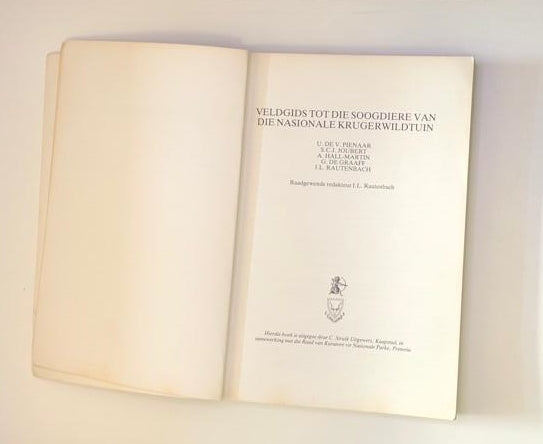 VELDGIDS TOT DIE SOOGDIERE VAN
DIE NASIONALE KRUGERWILDTUIN
U. DE V. PIENAAR
S.C.J. JOUBERT
A. HALL-MARTIN
G. DE GRAAFF
I.L. RAUTENBACH
Raadgewende redakteur I.L. Rautenbach
Hierdie boek is uitgegee deur C. Struik Uitgewers, Kaapstad, in
samewerking met die Raad van Kuratore vir Nasionale Parke, Pretoria.